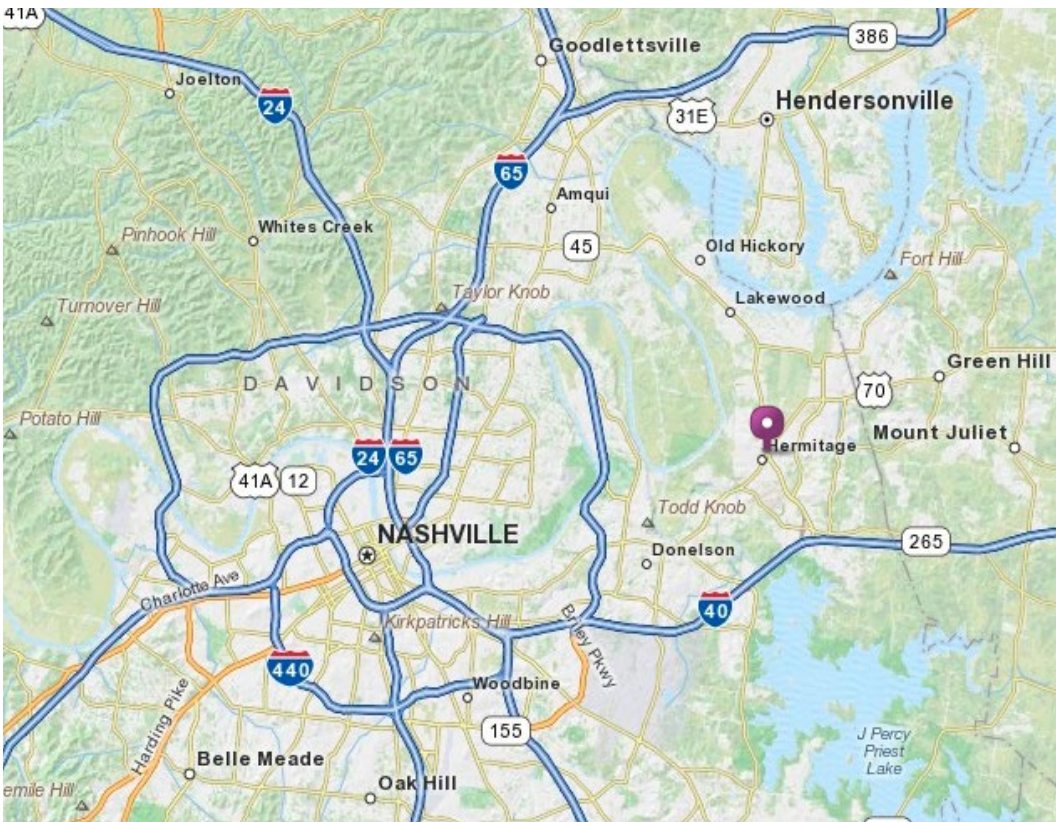 41A
Goodlettsville
386
Joelton
24
31E
Hendersonville
65
Amqui
Whites Creek
Pinhook Hill
45
Old Hickory
Fort Hill
Turnover Hill
Taylor Knob
Lakewood
DAVIDSON
Green Hill
70
Potato Hill
Hermitage
Mount Juliet
24
65
41A
12
Todd Knob
NASHVILLE
265
Donelson
Charlotte Ave
40
Kirkpatricks Hill
Briley Pkwy
440
Woodbine
Harding Pike
155
J Percy
Priest
Lake
Belle Meade
Oak Hill
emile Hill